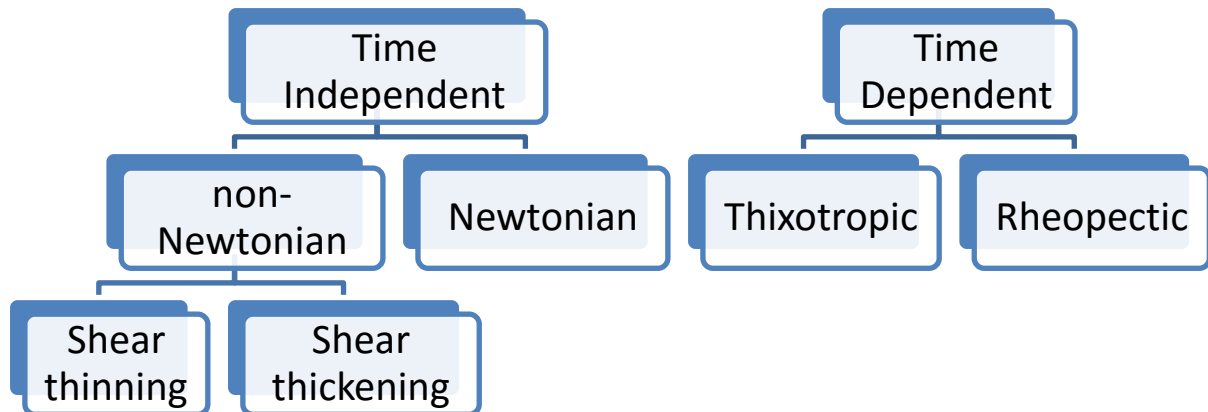 Time
Independent
Time
Dependent
non-
Newtonian
Newtonian
Thixotropic
Rheopectic
Shear
thinning
Shear
thickening